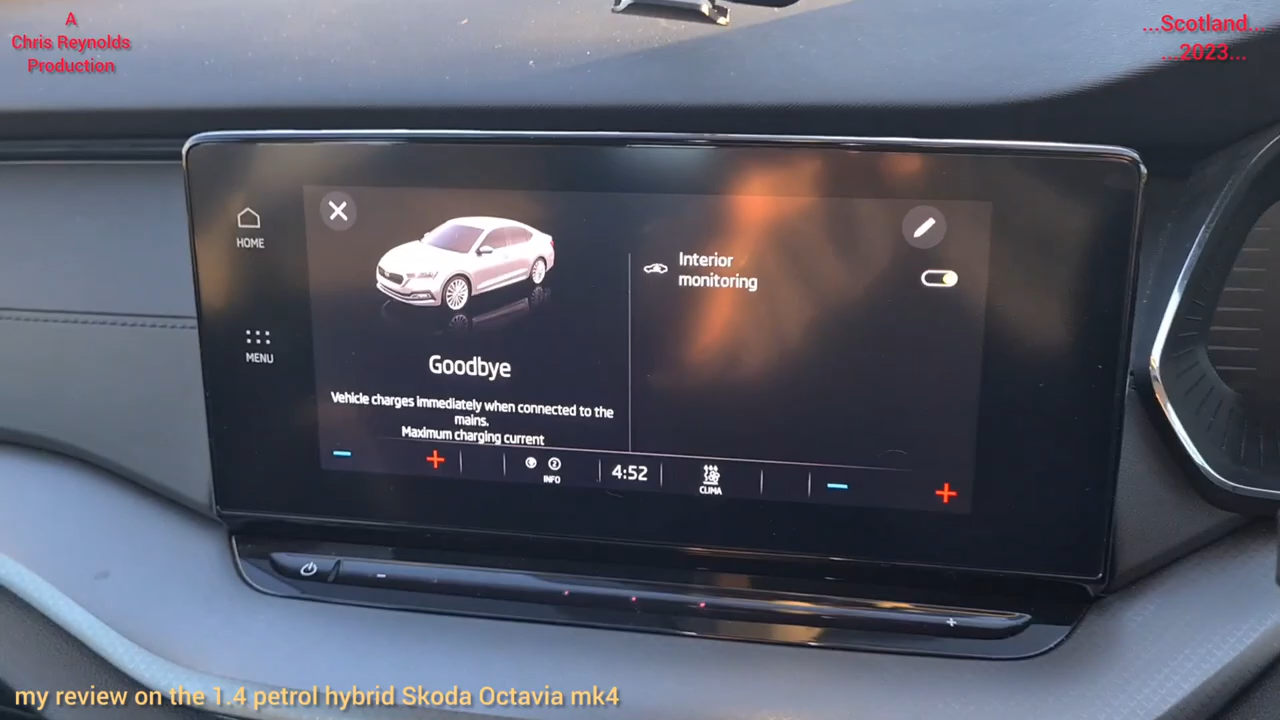 A
Chris Reynolds
Production
...Scotland...
...2023...
HOME
MENU
Goodbye
Vehicle charges immediately when connected to the
mains.
Maximum charging current
Interior
monitoring
2
INFO
4:52
CLIMA
my review on the 1.4 petrol hybrid Skoda Octavia mk4